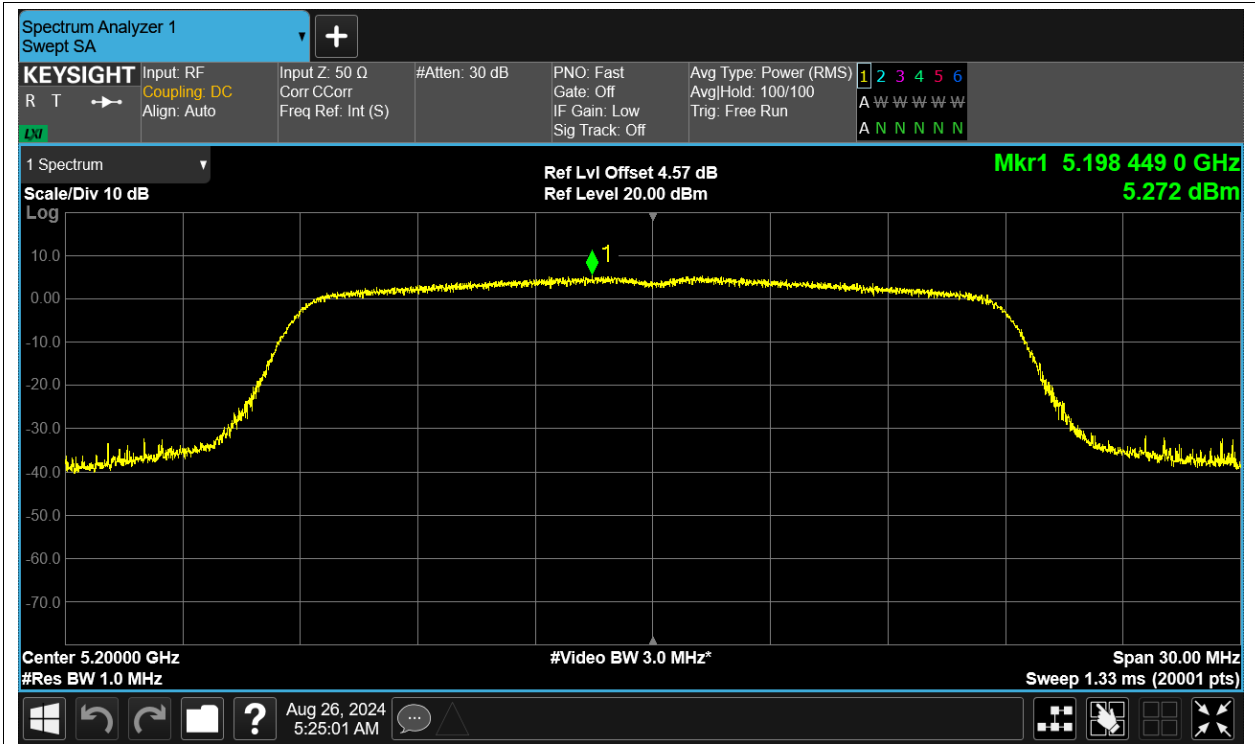 Spectrum Analyzer 1
Swept SA
KEYSIGHT
R T
LXI
Input: RF
Coupling: DC
Align: Auto
Input Z: 50 Ω
Corr CCorr
Freq Ref: Int (S)
#Atten: 30 dB
PNO: Fast
Gate: Off
IF Gain: Low
Sig Track: Off
Avg Type: Power (RMS)
Avg|Hold: 100/100
Trig: Free Run
1 2 3 4 5 6
A W W W W W
A N N N N N
1 Spectrum
Scale/Div 10 dB
Log
Ref Lvl Offset 4.57 dB
Ref Level 20.00 dBm
Mkr1 5.198 449 0 GHz
5.272 dBm
1
10.0
0.00
-10.0
-20.0
-30.0
-40.0
-50.0
-60.0
-70.0
Center 5.20000 GHz
#Res BW 1.0 MHz
#Video BW 3.0 MHz*
Span 30.00 MHz
Sweep 1.33 ms (20001 pts)
?
Aug 26, 2024
5:25:01 AM